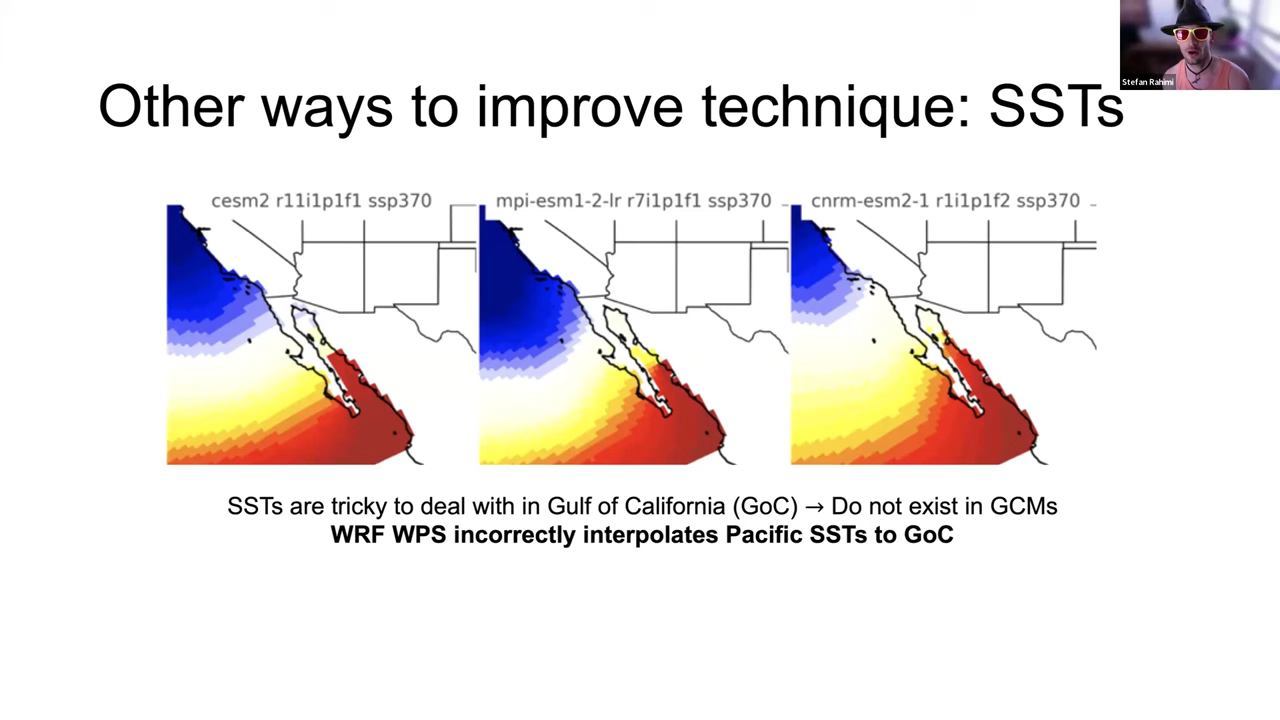 Stefan Rahimi
Other ways to improve technique: SSTs
cesm2 r11i1p1f1 ssp370
mpi-esm1-2-lr r7i1p1f1 ssp370
cnrm-esm2-1 r1i1p1f2 ssp370
SSTs are tricky to deal with in Gulf of California (GoC) → Do not exist in GCMs
WRF WPS incorrectly interpolates Pacific SSTs to GoC